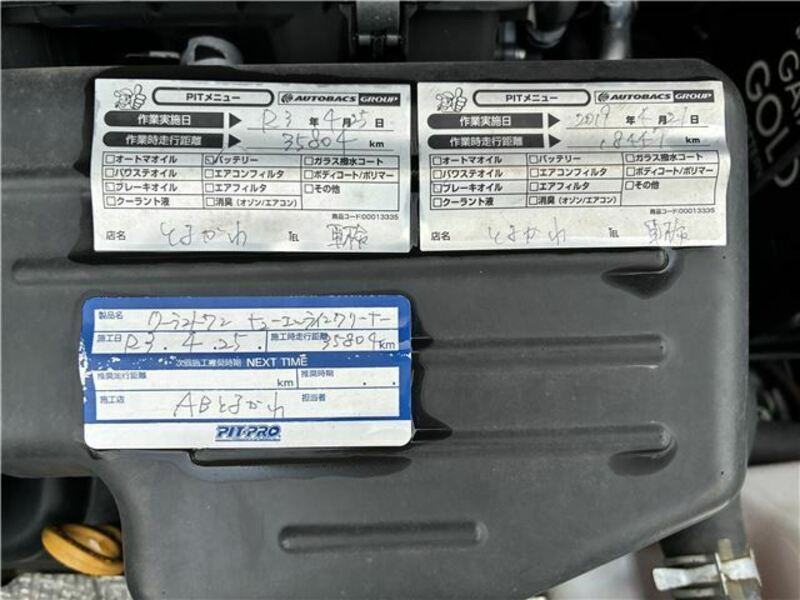 PITメニュー AUTOBACS GROUP
作業実施日 R3 年 4 月 25 日
作業時走行距離 35804 km
オートマオイル バッテリー ガラス撥水コート
パワステオイル エアコンフィルタ ボディコート/ポリマー
ブレーキオイル エアフィルタ その他
クーラント液 消臭 (オゾン/エアコン)
商品コード:00013335
店名 とまかわ TEL 車検
PITメニュー AUTOBACS GROUP
作業実施日 2019 年 4 月 21 日
作業時走行距離 18447 km
オートマオイル バッテリー ガラス撥水コート
パワステオイル エアコンフィルタ ボディコート/ポリマー
ブレーキオイル エアフィルタ その他
クーラント液 消臭 (オゾン/エアコン)
商品コード:00013335
店名 とまかわ TEL 車検
製品名
施工日 R3.4.25. 施工時走行距離 35804 km
次回施工推奨時期 NEXT TIME
推奨走行距離 km 推奨時期 . .
施工店 ABとまかわ 担当者
PIT-PRO
GOLD